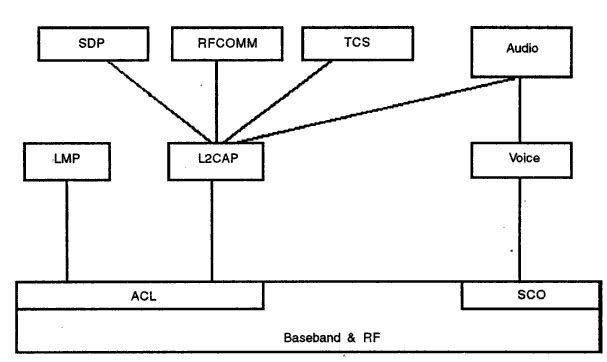 SDP
RFCOMM
TCS
Audio
LMP
L2CAP
Voice
ACL
SCO
Baseband & RF